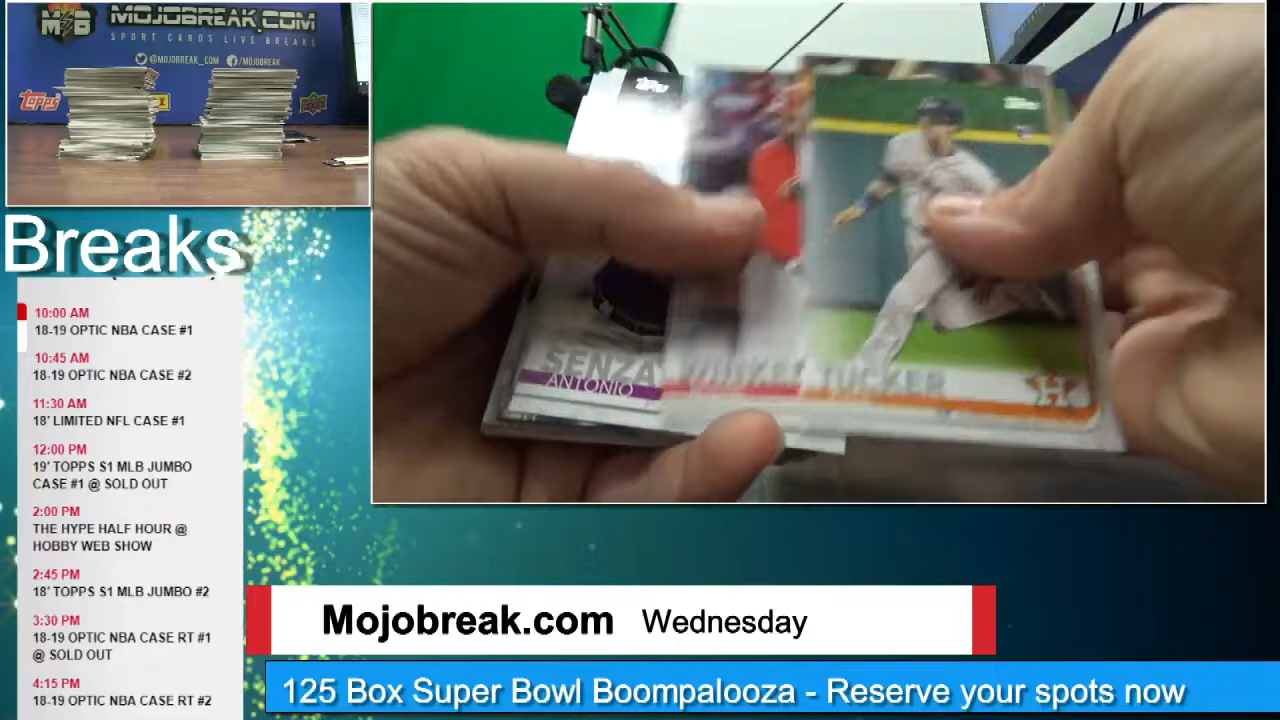 MOJOBREAK.COM
SPORT CARDS LIVE BREAKS
@MOJOBREAK_COM /MOJOBREAK
topps
Topps
Topps
SENZA
ANTONIO
TUCKER
H
Breaks
10:00 AM
18-19 OPTIC NBA CASE #1
10:45 AM
18-19 OPTIC NBA CASE #2
11:30 AM
18' LIMITED NFL CASE #1
12:00 PM
19' TOPPS S1 MLB JUMBO
CASE #1 @ SOLD OUT
2:00 PM
THE HYPE HALF HOUR @
HOBBY WEB SHOW
2:45 PM
18' TOPPS S1 MLB JUMBO #2
3:30 PM
18-19 OPTIC NBA CASE RT #1
@ SOLD OUT
4:15 PM
18-19 OPTIC NBA CASE RT #2
Mojobreak.com Wednesday
125 Box Super Bowl Boompalooza - Reserve your spots now